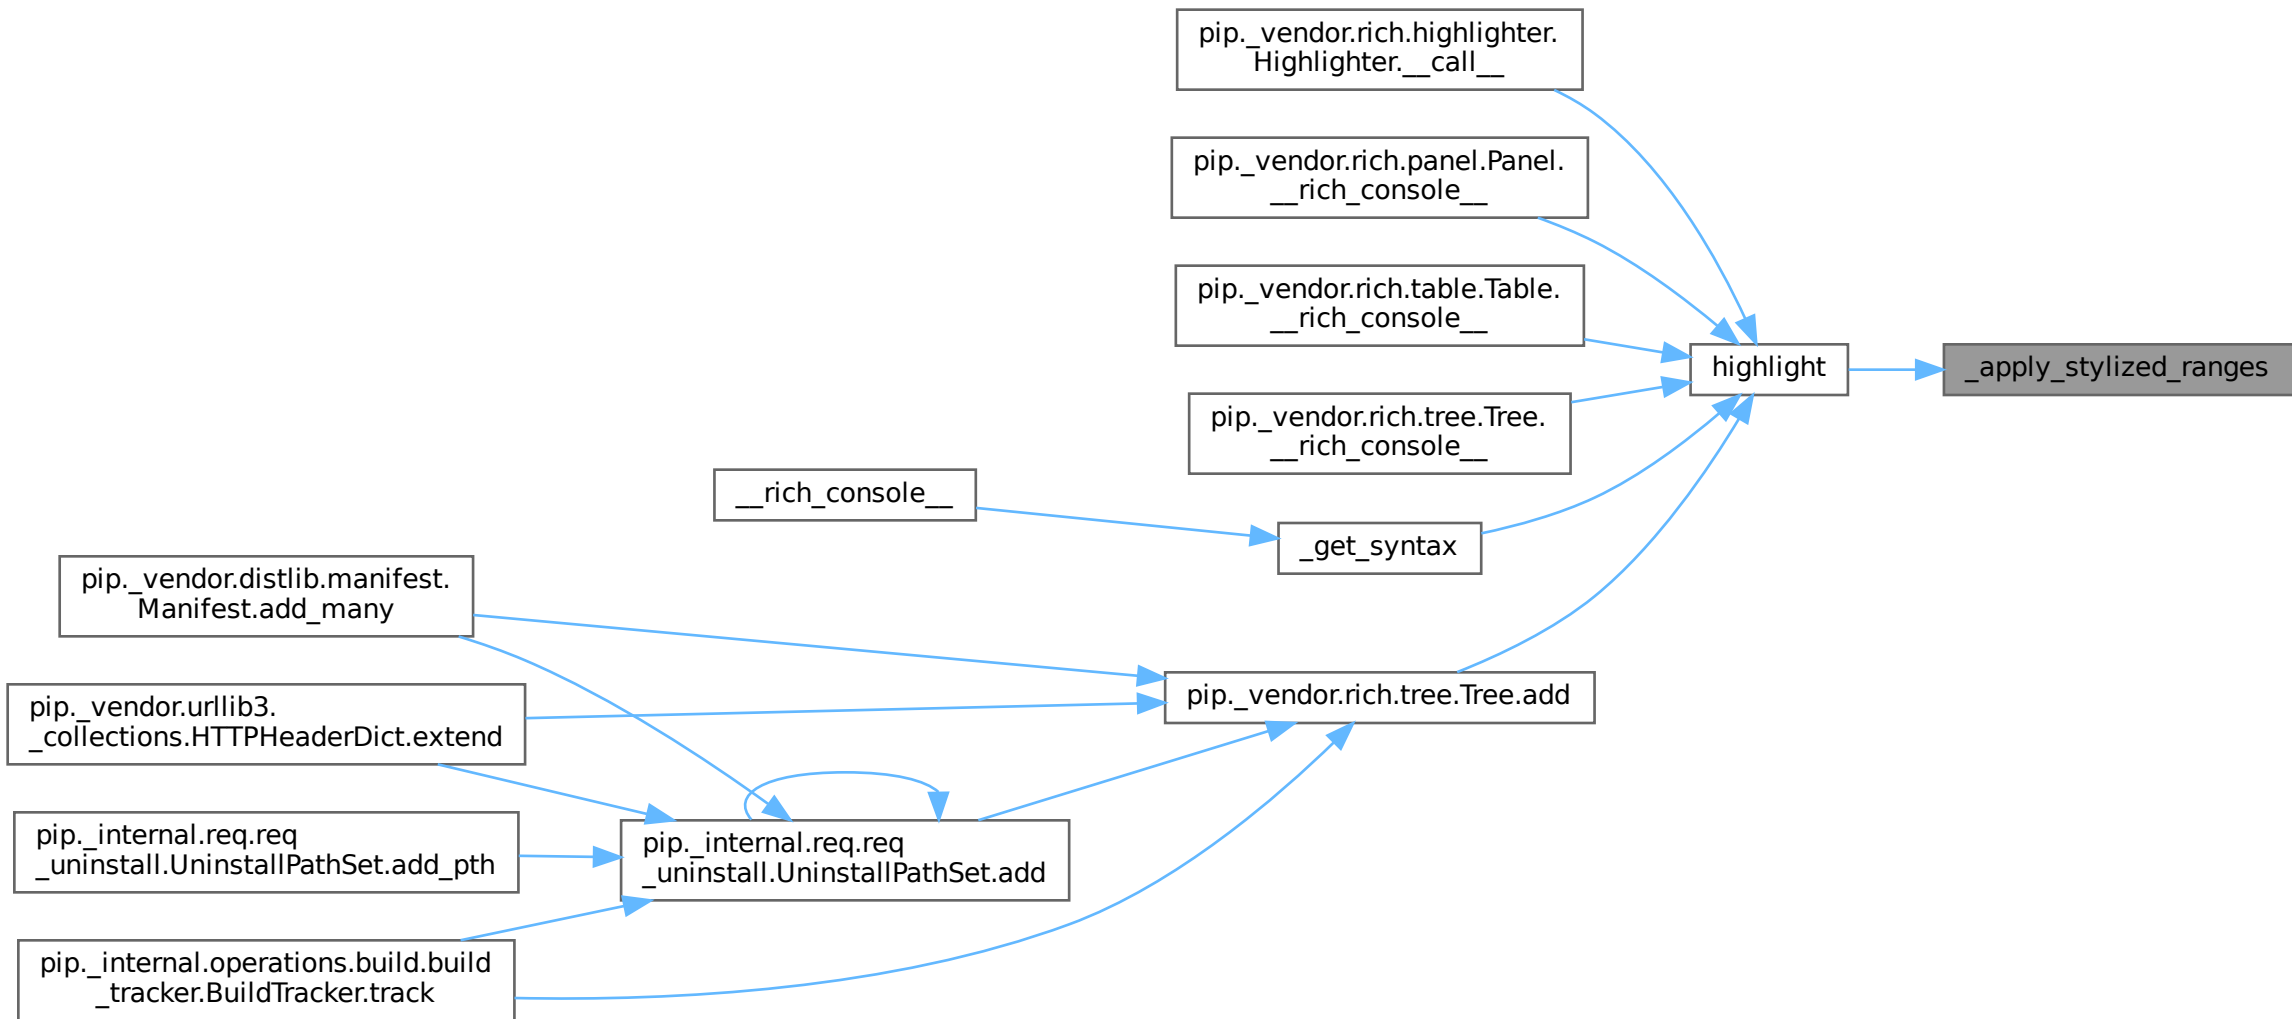 pip._vendor.rich.highlighter.
Highlighter.__call__
pip._vendor.rich.panel.Panel.
__rich_console__
pip._vendor.rich.table.Table.
__rich_console__
highlight
_apply_stylized_ranges
pip._vendor.rich.tree.Tree.
__rich_console__
__rich_console__
_get_syntax
pip._vendor.distlib.manifest.
Manifest.add_many
pip._vendor.rich.tree.Tree.add
pip._vendor.urllib3.
_collections.HTTPHeaderDict.extend
pip._internal.req.req
_uninstall.UninstallPathSet.add_pth
pip._internal.req.req
_uninstall.UninstallPathSet.add
pip._internal.operations.build.build
_tracker.BuildTracker.track